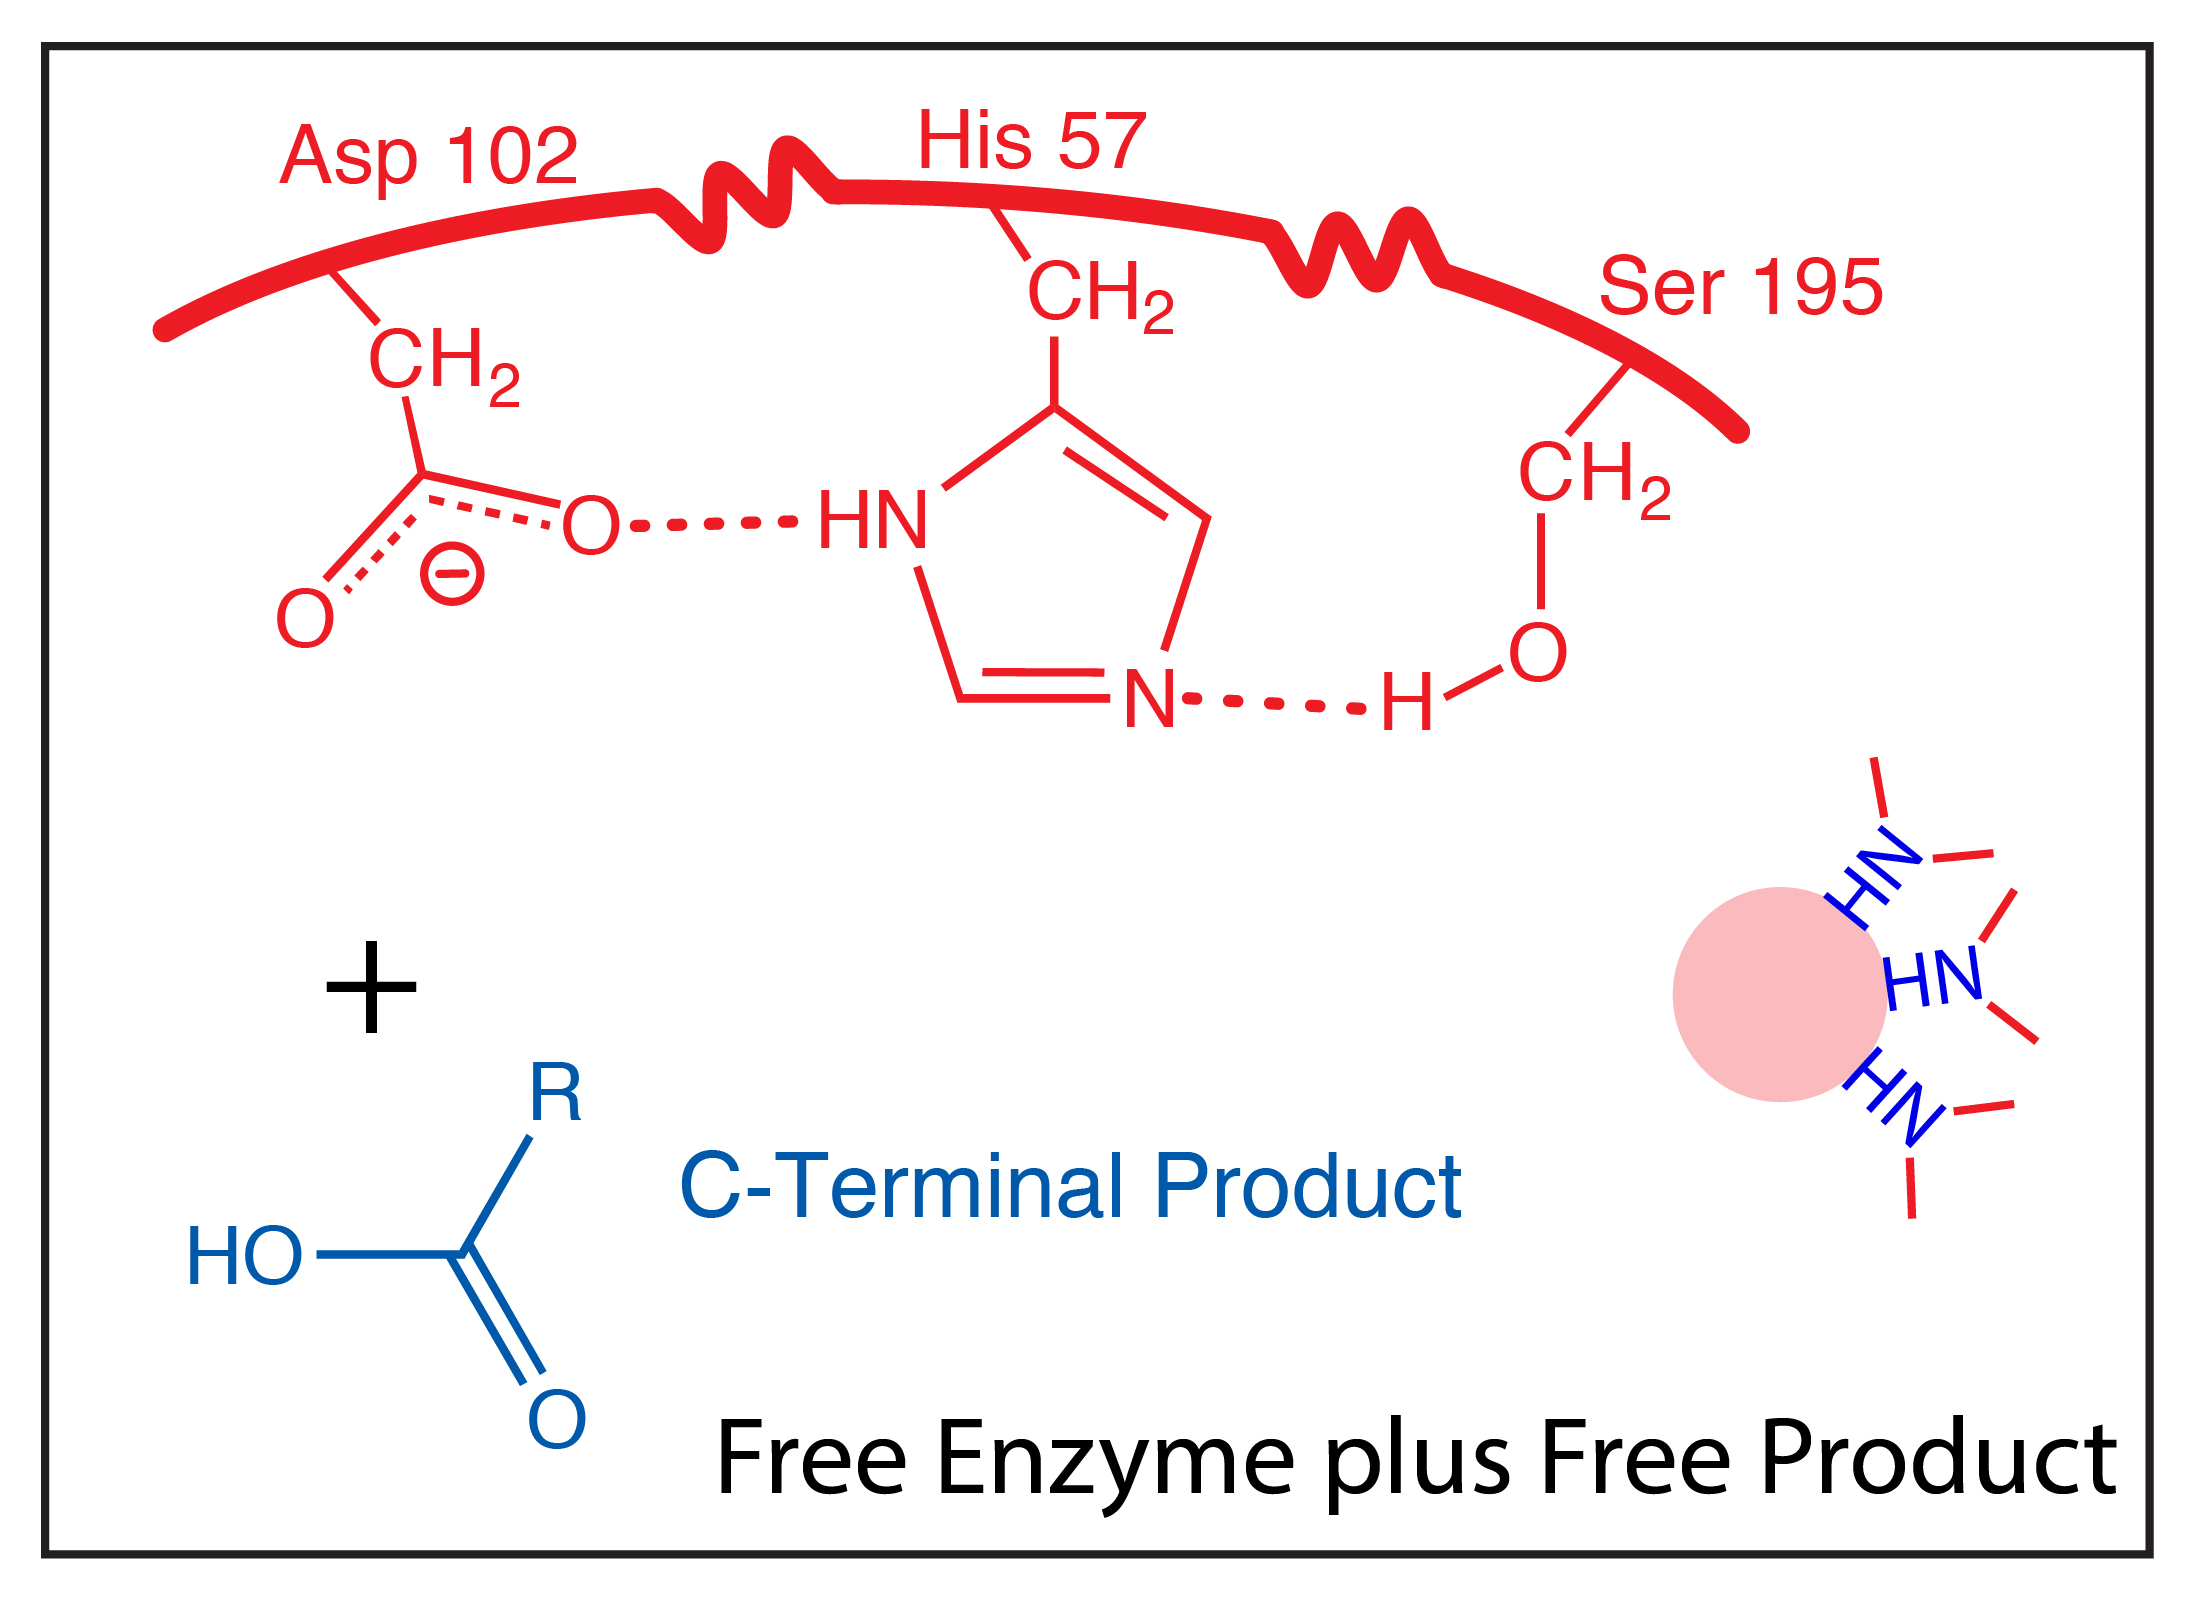 Asp 102
His 57
Ser 195
CH2
CH2
CH2
O
O
HN
N
H
O
HN
HN
HN
+
R
HO
O
C-Terminal Product
Free Enzyme plus Free Product